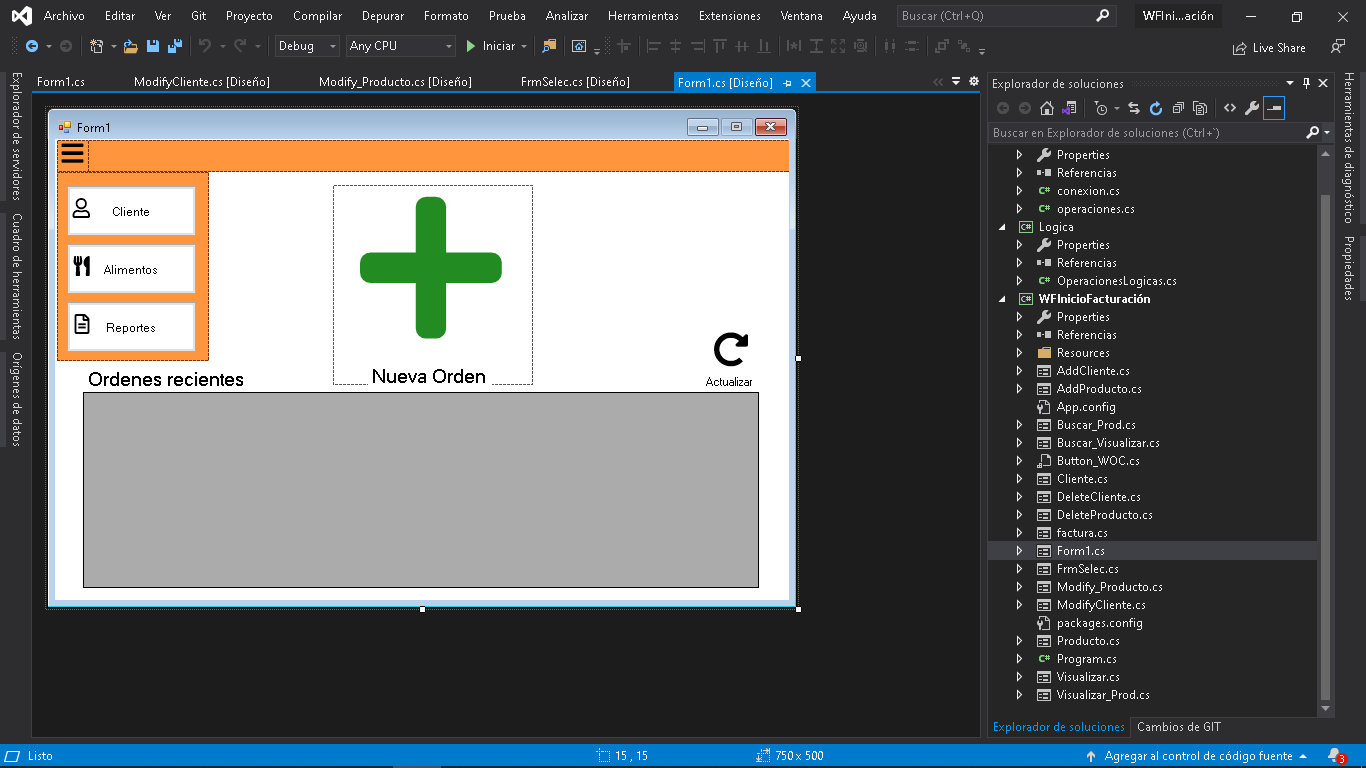 Archivo Editar Ver Git Proyecto Compilar Depurar Formato Prueba Analizar Herramientas Extensiones Ventana Ayuda Buscar (Ctrl+Q) WFIni...ación
Debug Any CPU Iniciar Live Share
Form1.cs ModifyCliente.cs [Diseño] Modify_Producto.cs [Diseño] FrmSelec.cs [Diseño] Form1.cs [Diseño]
Explorador de servidores
Cuadro de herramientas
Orígenes de datos
Form1
Cliente
Alimentos
Reportes
Nueva Orden
Ordenes recientes
Actualizar
Explorador de soluciones
Buscar en Explorador de soluciones (Ctrl+`)
Properties
Referencias
C# conexion.cs
C# operaciones.cs
C# Logica
Properties
Referencias
C# OperacionesLogicas.cs
C# WFInicioFacturación
Properties
Referencias
Resources
AddCliente.cs
AddProducto.cs
App.config
Buscar_Prod.cs
Buscar_Visualizar.cs
Button_WOC.cs
Cliente.cs
DeleteCliente.cs
DeleteProducto.cs
factura.cs
Form1.cs
FrmSelec.cs
Modify_Producto.cs
ModifyCliente.cs
packages.config
Producto.cs
C# Program.cs
Visualizar.cs
Visualizar_Prod.cs
Explorador de soluciones Cambios de GIT
Herramientas de diagnóstico
Propiedades
Listo 15 , 15 750 x 500 Agregar al control de código fuente 3